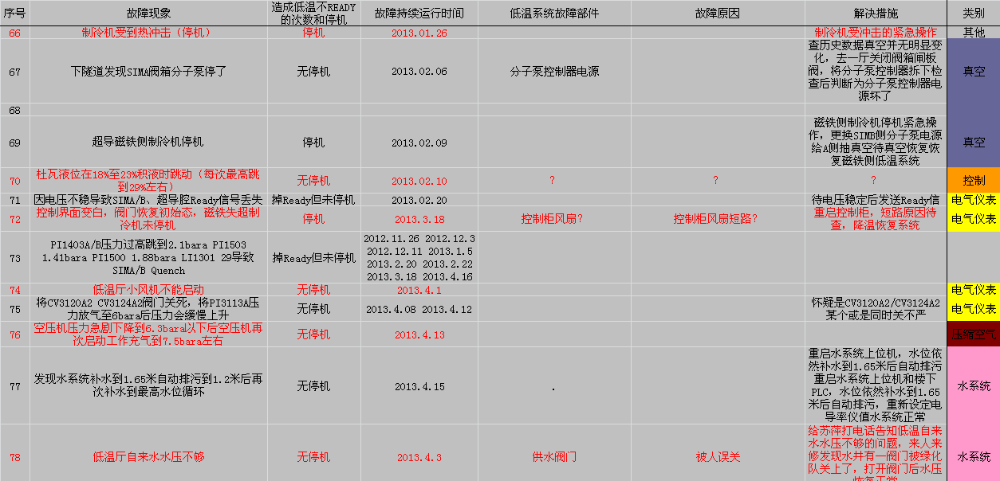 序号
故障现象
造成低温不READY
的次数和停机
故障持续运行时间
低温系统故障部件
故障原因
解决措施
类别
66
制冷机受到热冲击（停机）
停机
2013.01.26
制冷机受冲击的紧急操作
其他
67
下隧道发现SIMA阀箱分子泵停了
无停机
2013.02.06
分子泵控制器电源
查历史数据真空并无明显变
化，去一厅关闭阀箱闸板
阀，将分子泵控制器拆下检
查后判断为分子泵控制器电
源坏了
真空
68
69
超导磁铁侧制冷机停机
停机
2013.02.09
磁铁侧制冷机停机紧急操
作，更换SIMB侧分子泵电源
给A侧抽真空待真空恢复恢
复磁铁侧低温系统
真空
70
杜瓦液位在18%至23%积液时跳动（每次最高跳
到29%左右）
无停机
2013.02.10
？
？
？
控制
71
因电压不稳导致SIMA/B、超导腔Ready信号丢失
掉Ready但未停机
2013.02.20
待电压稳定后发送Ready信
电气仪表
72
控制界面变白，阀门恢复初始态，磁铁失超制
冷机未停机
停机
2013.3.18
控制柜风扇？
控制柜风扇短路？
重启控制柜，短路原因待
查，降温恢复系统
电气仪表
73
PI1403A/B压力过高跳到2.1bara PI1503
1.41bara PI1500 1.88bara LI1301 29导致
SIMA/B Quench
掉Ready但未停机
2012.11.26 2012.12.3
2012.12.11 2013.1.5
2013.2.20 2013.2.22
2013.3.18 2013.4.16
74
低温厅小风机不能启动
无停机
2013.4.1
电气仪表
75
将CV3120A2 CV3124A2阀门关死，将PI3113A压
力放气至6bara后压力会缓慢上升
无停机
2013.4.08 2013.4.12
怀疑是CV3120A2/CV3124A2
某个或是同时关不严
电气仪表
76
空压机压力急剧下降到6.3bara以下后空压机再
次启动工作充气到7.5bara左右
无停机
2013.4.13
压缩空气
77
发现水系统补水到1.65米自动排污到1.2米后再
次补水到最高水位循环
无停机
2013.4.15
.
重启水系统上位机，水位依
然补水到1.65米后自动排污
重启水系统上位机和楼下
PLC，水位依然补水到1.65
米后自动排污，重新设定电
导率仪值水系统正常
水系统
78
低温厅自来水水压不够
无停机
2013.4.3
供水阀门
被人误关
给苏萍打电话告知低温自来
水水压不够的问题，来人来
修发现水井有一阀门被绿化
队关上了，打开阀门后水压
恢复正常
水系统